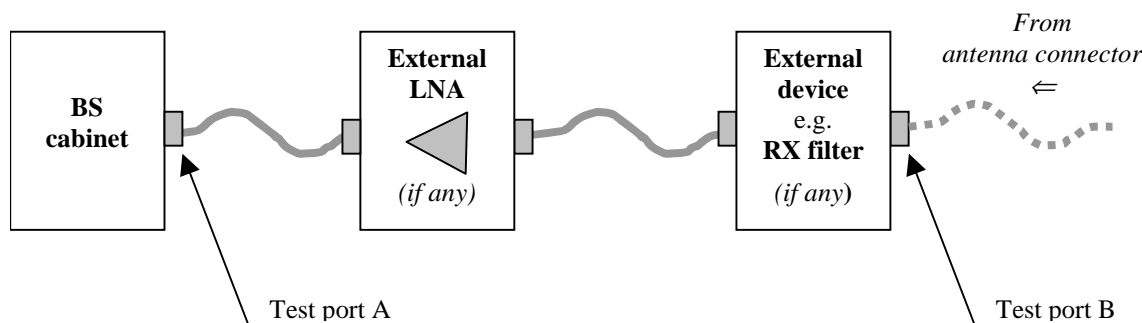 BS
cabinet
External
LNA
(if any)
External
device
e.g.
RX filter
(if any)
From
antenna connector
⇐
Test port A
Test port B